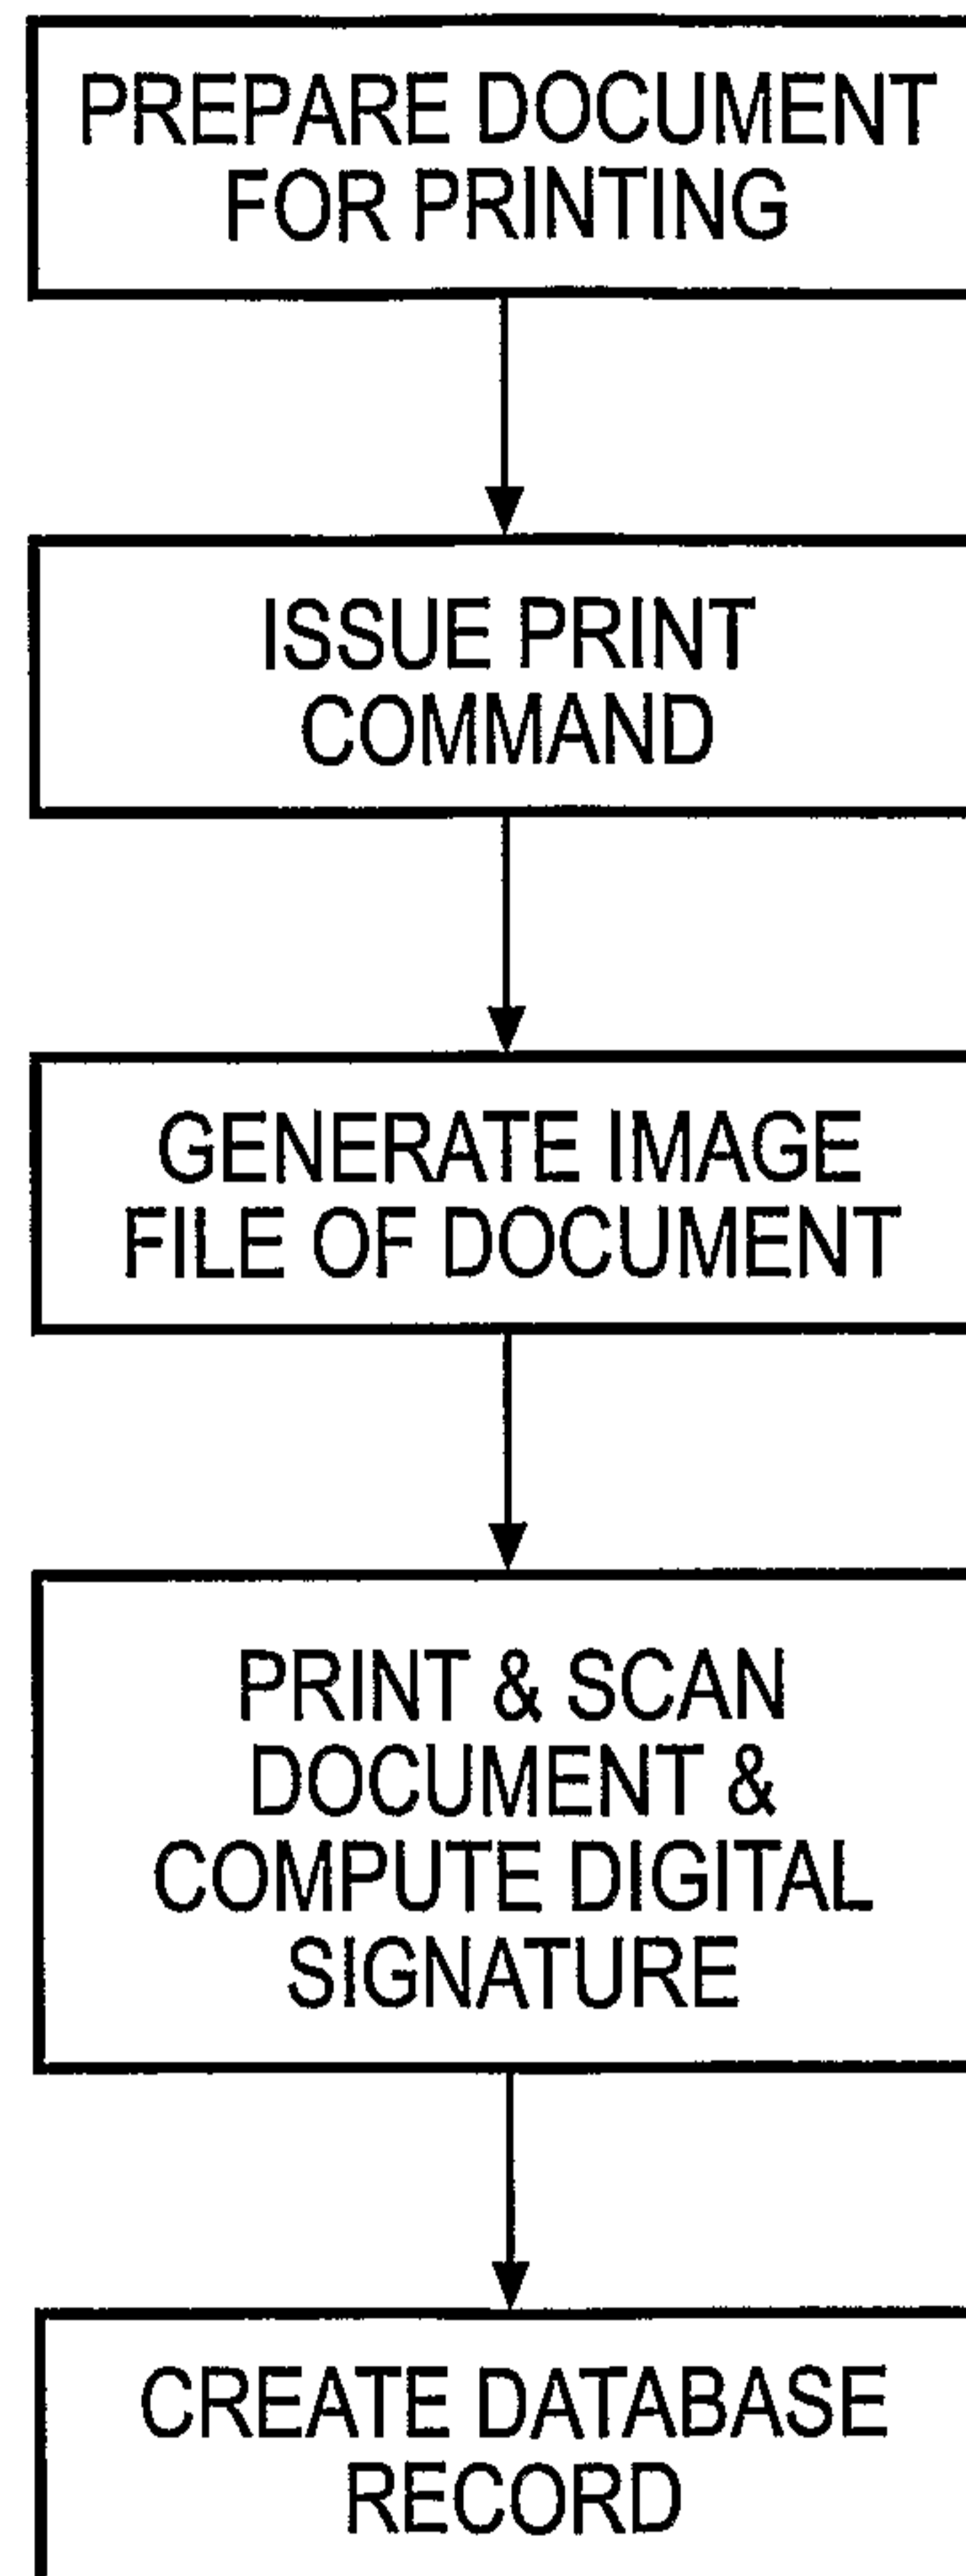 PREPARE DOCUMENT
FOR PRINTING
ISSUE PRINT
COMMAND
GENERATE IMAGE
FILE OF DOCUMENT
PRINT & SCAN
DOCUMENT &
COMPUTE DIGITAL
SIGNATURE
CREATE DATABASE
RECORD